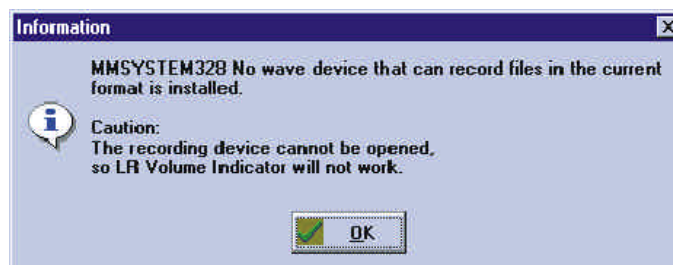 Information
MMSYSTEM328 No wave device that can record files in the current
format is installed.
Caution:
The recording device cannot be opened,
so LR Volume Indicator will not work.
OK